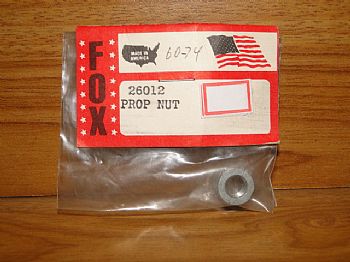 FOX
MADE IN
AMERICA
60-74
26012
PROP NUT